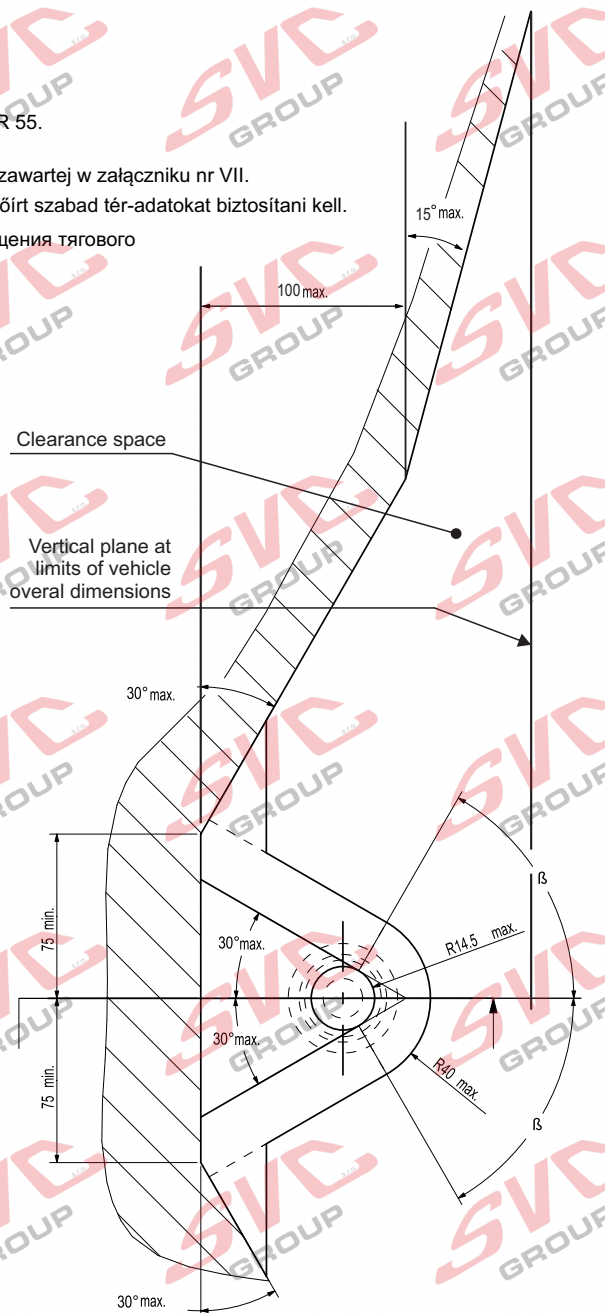 R 55.
zawartej w załączniku nr VII.
őírt szabad tér-adatokat biztosítani kell.
щения тягового
15° max.
100 max.
Clearance space
Vertical plane at
limits of vehicle
overal dimensions
30° max.
ß
75 min.
R14.5 max.
30° max.
30° max.
75 min.
R40 max.
ß
30° max.
SVC GROUP